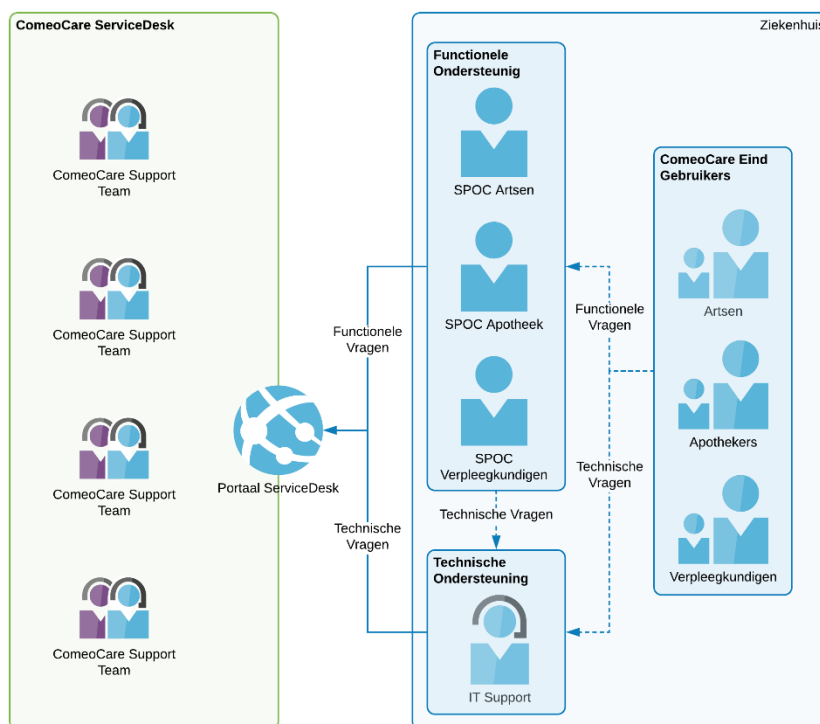 ComeoCare ServiceDesk
ComeoCare Support
Team
ComeoCare Support
Team
ComeoCare Support
Team
ComeoCare Support
Team
Portaal ServiceDesk
Functionele
Vragen
Technische
Vragen
Ziekenhuis
Functionele
Ondersteunig
SPOC Artsen
SPOC Apotheek
SPOC
Verpleegkundigen
Technische Vragen
Technische
Ondersteuning
IT Support
Functionele
Vragen
Technische
Vragen
ComeoCare Eind
Gebruikers
Artsen
Apothekers
Verpleegkundigen